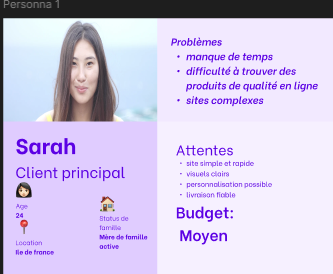 Personna 1
Problèmes
• manque de temps
• difficulté à trouver des
produits de qualité en ligne
• sites complexes
Sarah
Client principal
Age
24
Location
Ile de france
Status de
famille
Mère de famille
active
Attentes
• site simple et rapide
• visuels clairs
• personnalisation possible
• livraison fiable
Budget:
Moyen